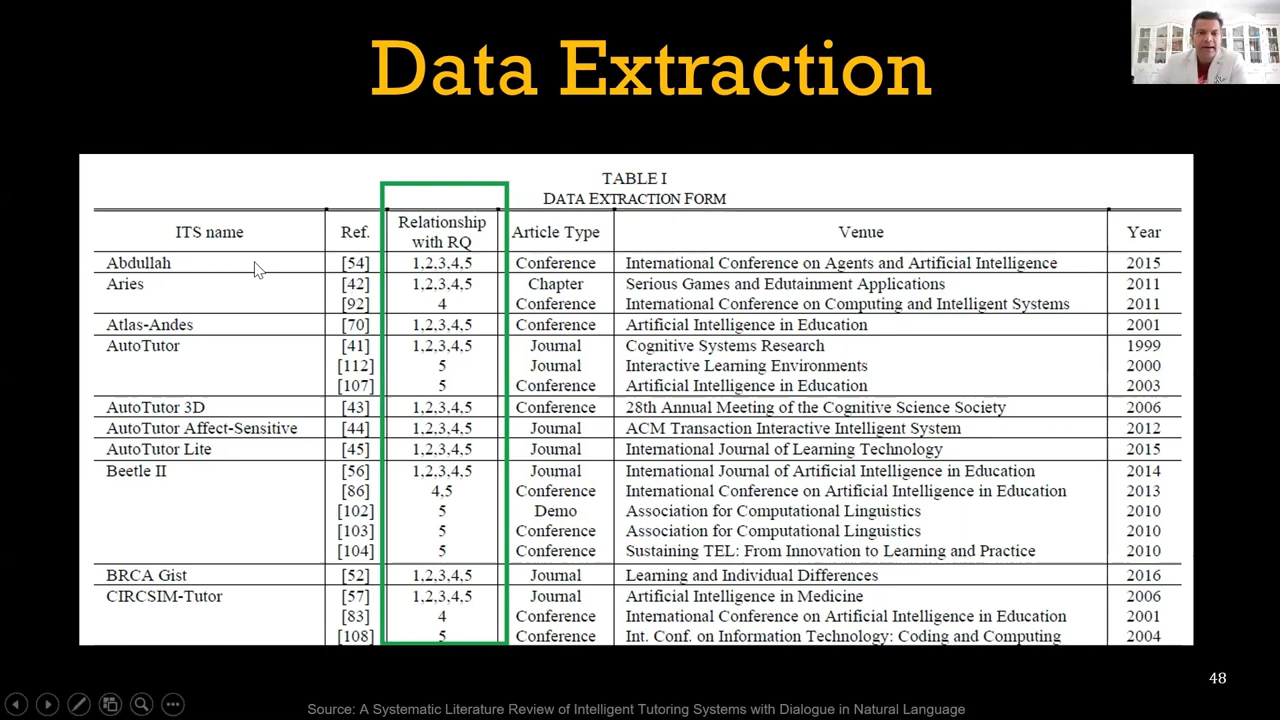 Data Extraction
TABLE I
DATA EXTRACTION FORM
ITS name Ref. Relationship with RQ Article Type Venue Year
Abdullah [54] 1,2,3,4,5 Conference International Conference on Agents and Artificial Intelligence 2015
Aries [42] 1,2,3,4,5 Chapter Serious Games and Edutainment Applications 2011
[92] 4 Conference International Conference on Computing and Intelligent Systems 2011
Atlas-Andes [70] 1,2,3,4,5 Conference Artificial Intelligence in Education 2001
AutoTutor [41] 1,2,3,4,5 Journal Cognitive Systems Research 1999
[112] 5 Journal Interactive Learning Environments 2000
[107] 5 Conference Artificial Intelligence in Education 2003
AutoTutor 3D [43] 1,2,3,4,5 Conference 28th Annual Meeting of the Cognitive Science Society 2006
AutoTutor Affect-Sensitive [44] 1,2,3,4,5 Journal ACM Transaction Interactive Intelligent System 2012
AutoTutor Lite [45] 1,2,3,4,5 Journal International Journal of Learning Technology 2015
Beetle II [56] 1,2,3,4,5 Journal International Journal of Artificial Intelligence in Education 2014
[86] 4,5 Conference International Conference on Artificial Intelligence in Education 2013
[102] 5 Demo Association for Computational Linguistics 2010
[103] 5 Conference Association for Computational Linguistics 2010
[104] 5 Conference Sustaining TEL: From Innovation to Learning and Practice 2010
BRCA Gist [52] 1,2,3,4,5 Journal Learning and Individual Differences 2016
CIRCSIM-Tutor [57] 1,2,3,4,5 Journal Artificial Intelligence in Medicine 2006
[83] 4 Conference International Conference on Artificial Intelligence in Education 2001
[108] 5 Conference Int. Conf. on Information Technology: Coding and Computing 2004
48
Source: A Systematic Literature Review of Intelligent Tutoring Systems with Dialogue in Natural Language